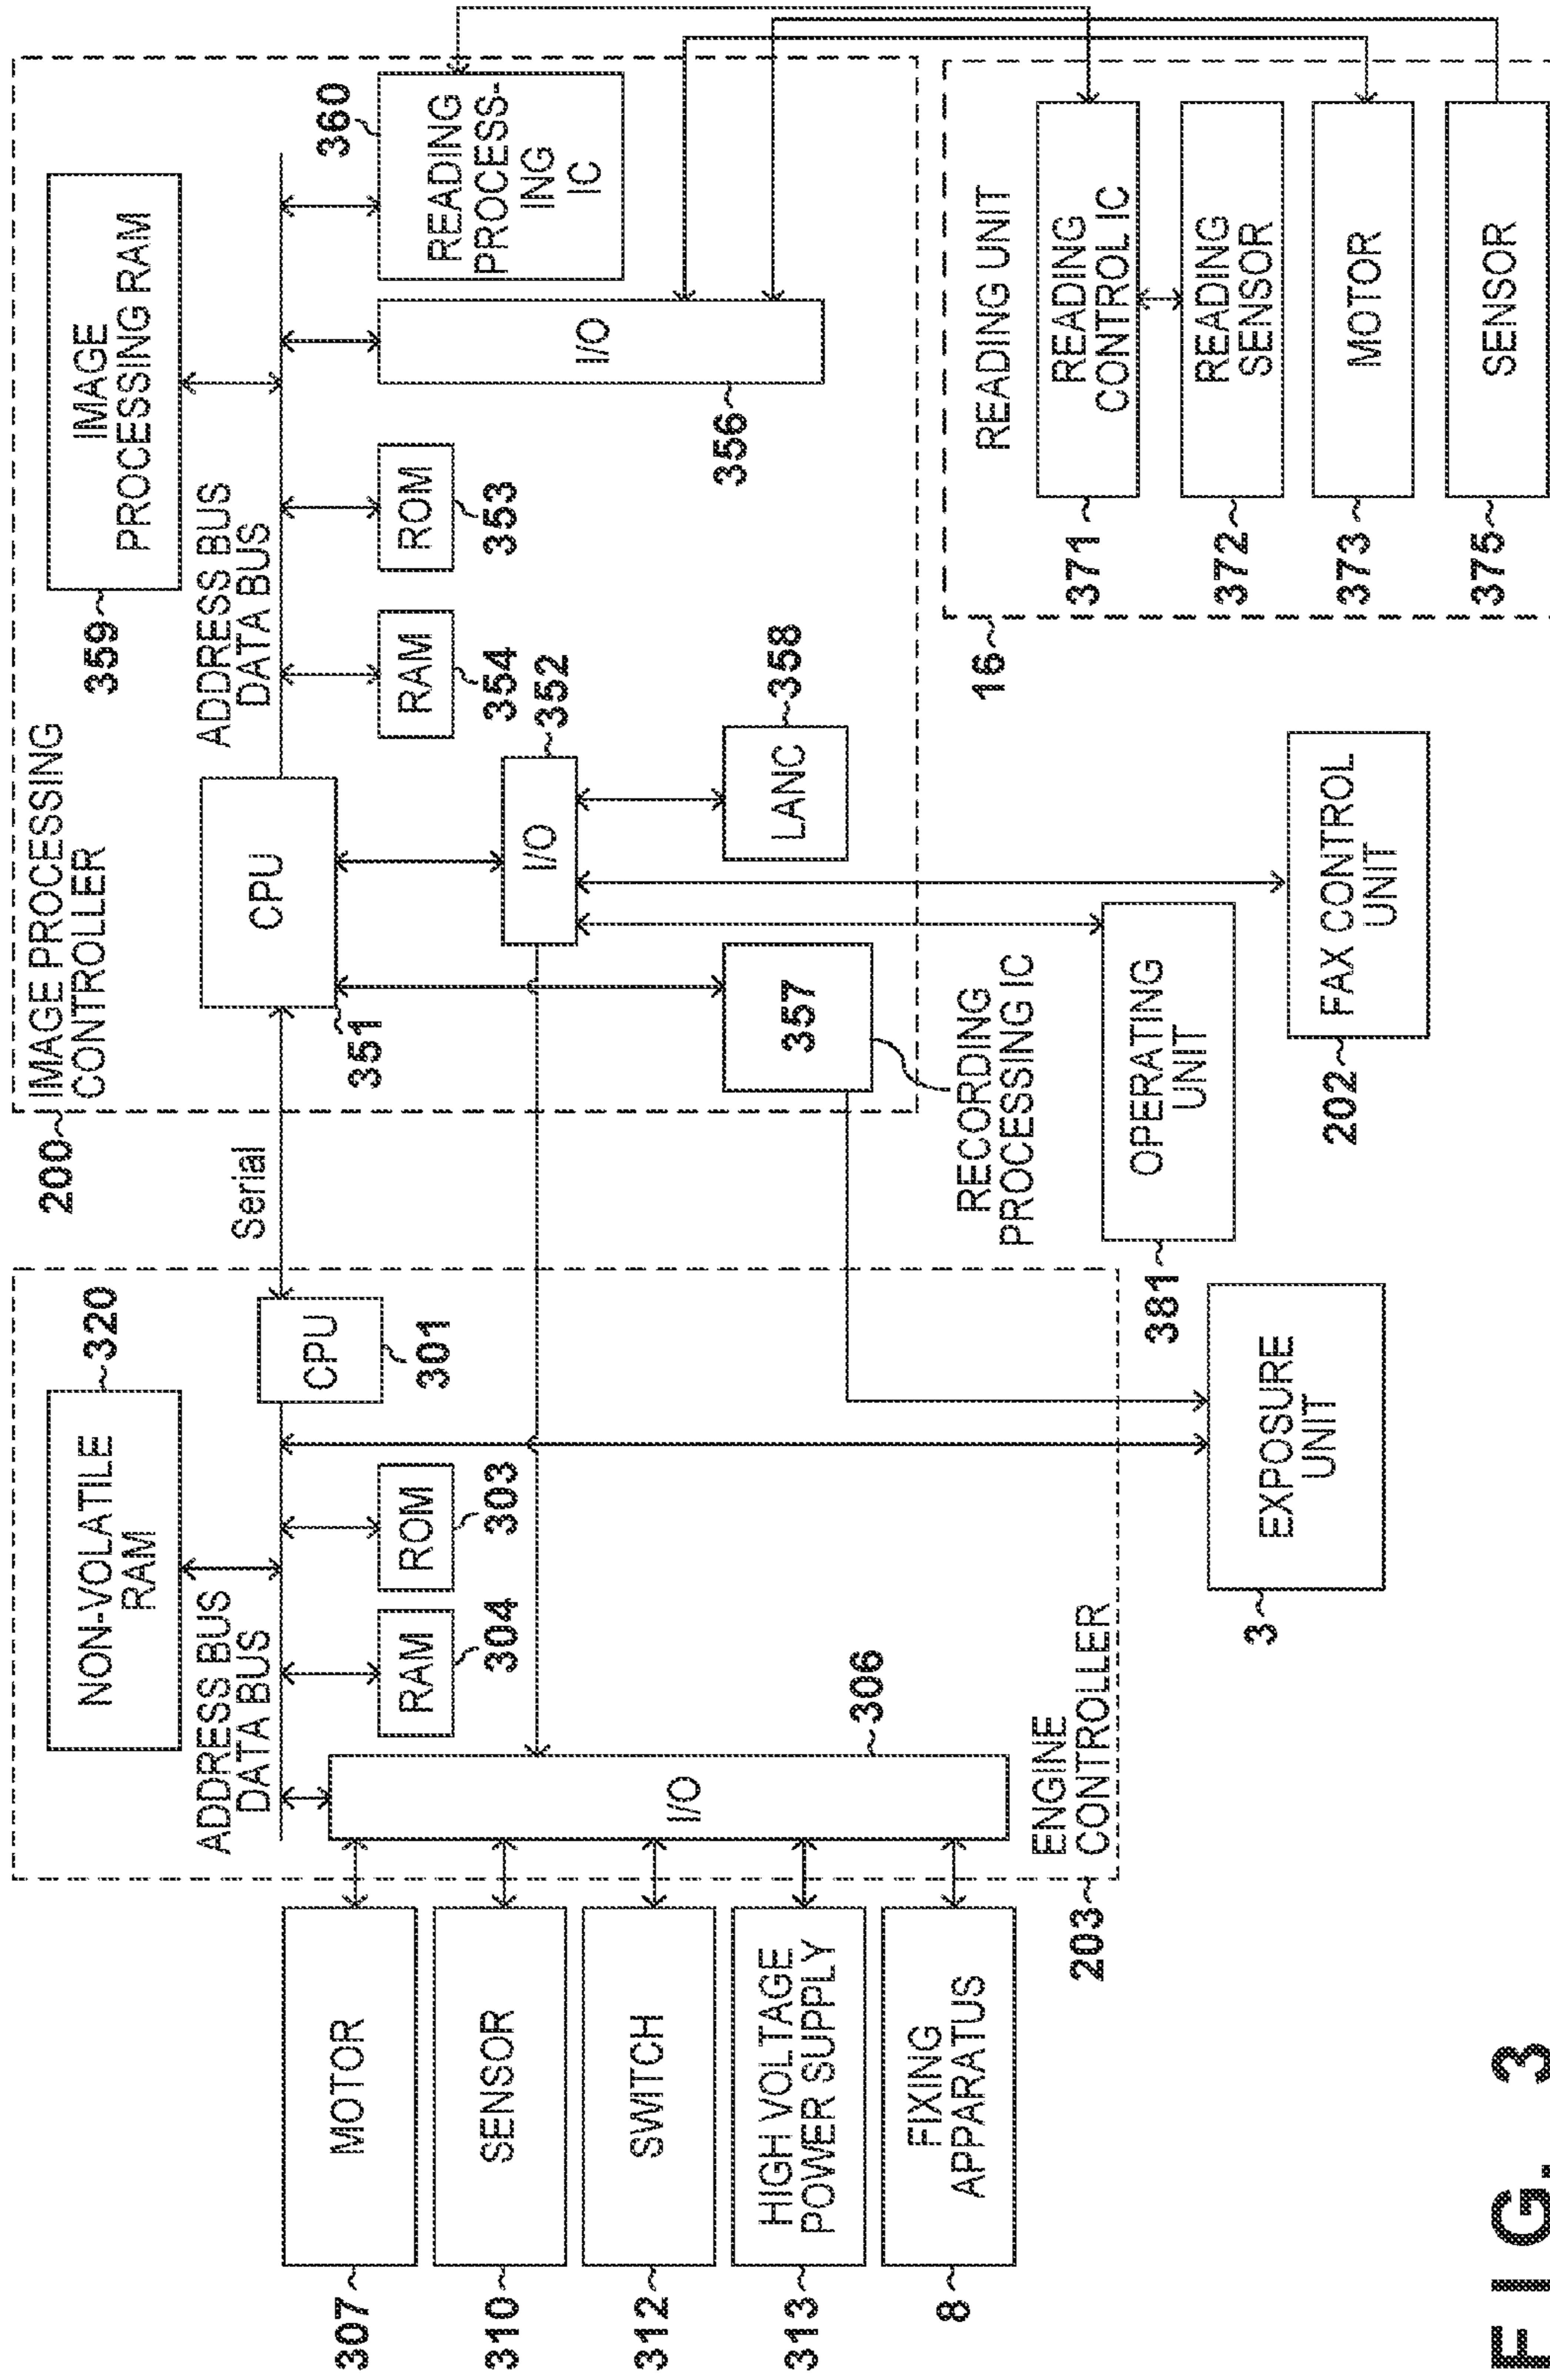 200
IMAGE PROCESSING
CONTROLLER
359
IMAGE
PROCESSING RAM
320
NON-VOLATILE
RAM
ADDRESS BUS
DATA BUS
CPU
301
Serial
CPU
351
ADDRESS BUS
DATA BUS
360
READING
PROCESS-
ING
IC
RAM
304
ROM
303
RAM
354
ROM
353
I/O
306
I/O
352
I/O
356
LANC
358
357
RECORDING
PROCESSING IC
MOTOR
307
SENSOR
310
SWITCH
312
HIGH VOLTAGE
POWER SUPPLY
313
FIXING
APPARATUS
8
ENGINE
CONTROLLER
203
EXPOSURE
UNIT
3
OPERATING
UNIT
381
FAX CONTROL
UNIT
202
16
READING UNIT
READING
CONTROL IC
371
READING
SENSOR
372
MOTOR
373
SENSOR
375
FIG. 3